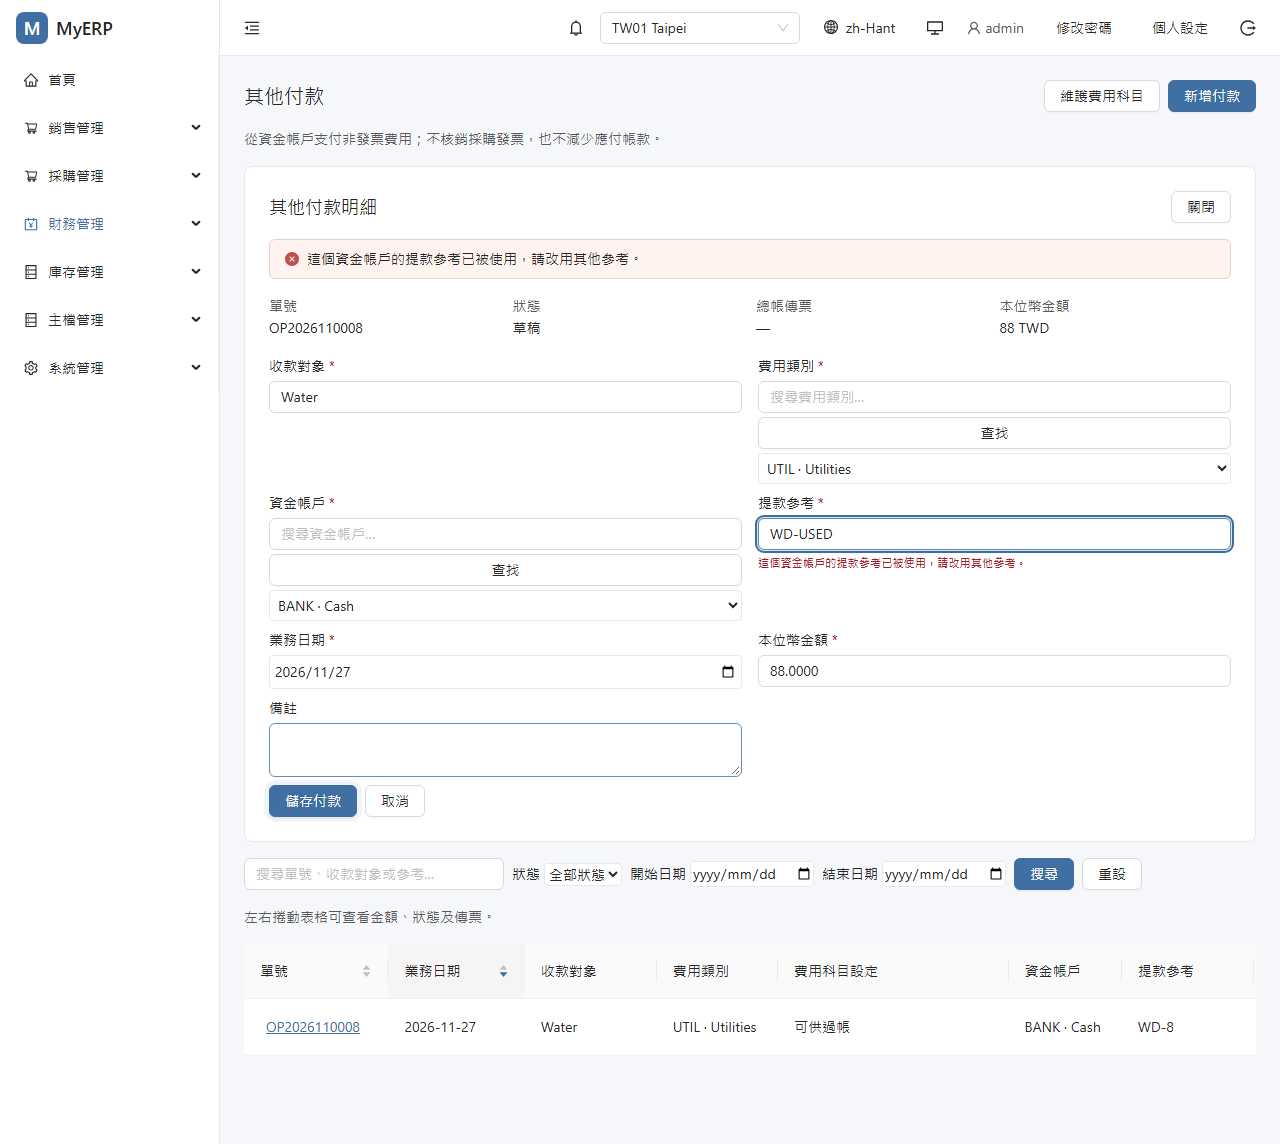 MyERP
TW01 Taipei
zh-Hant
admin
修改密碼
個人設定
首頁
銷售管理
採購管理
財務管理
庫存管理
主檔管理
系統管理
其他付款
維護費用科目
新增付款
從資金帳戶支付非發票費用；不核銷採購發票，也不減少應付帳款。
其他付款明細
關閉
這個資金帳戶的提款參考已被使用，請改用其他參考。
單號 狀態 總帳傳票 本位幣金額
OP2026110008 草稿 — 88 TWD
收款對象 * 費用類別 *
Water 搜尋費用類別...
查找
UTIL · Utilities
資金帳戶 * 提款參考 *
搜尋資金帳戶... WD-USED
查找 這個資金帳戶的提款參考已被使用，請改用其他參考。
BANK · Cash
業務日期 * 本位幣金額 *
2026/11/27 88.0000
備註
儲存付款 取消
搜尋單號、收款對象或參考... 狀態 全部狀態 開始日期 yyyy/mm/dd 結束日期 yyyy/mm/dd 搜尋 重設
左右捲動表格可查看金額、狀態及傳票。
單號 業務日期 收款對象 費用類別 費用科目設定 資金帳戶 提款參考
OP2026110008 2026-11-27 Water UTIL · Utilities 可供過帳 BANK · Cash WD-8